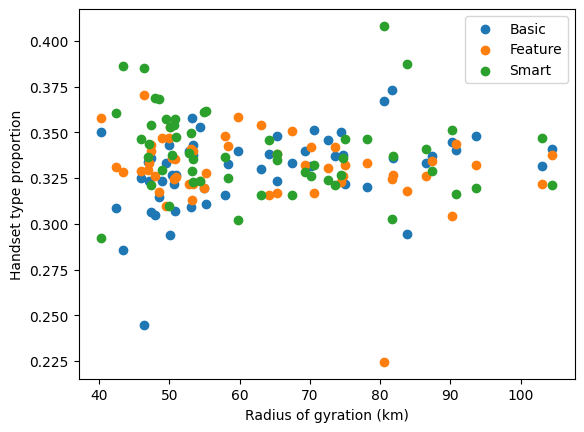 Basic
Feature
Smart
Handset type proportion
0.400
0.375
0.350
0.325
0.300
0.275
0.250
0.225
40 50 60 70 80 90 100
Radius of gyration (km)